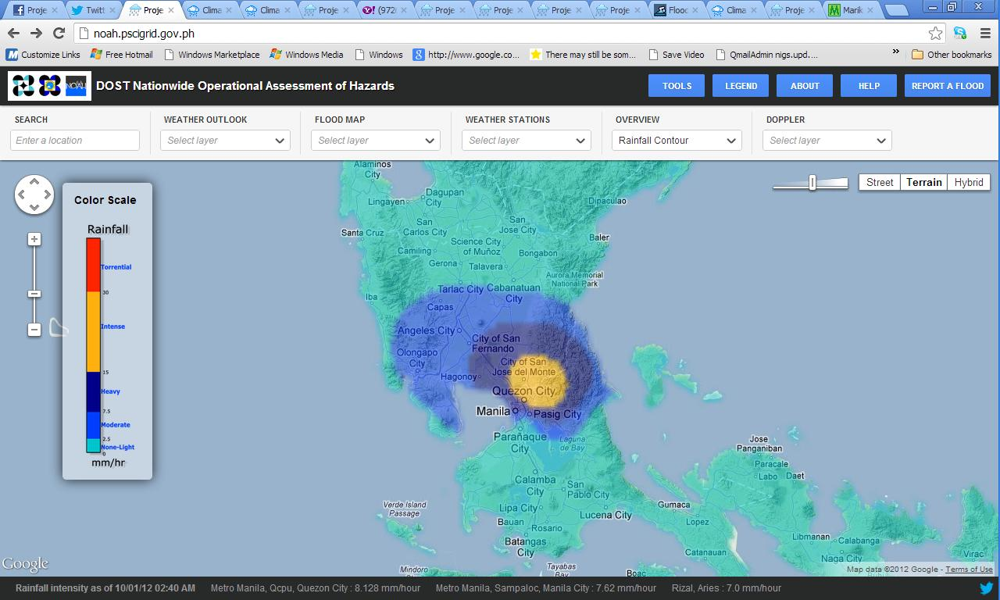 Proje
Twitt
Proje
Clima
Clima
Proje
Proje
(972
Proje
Proje
Proje
Proje
Flood
Clima
Proje
Marik
noah.pscigrid.gov.ph
Customize Links
Free Hotmail
Windows Marketplace
Windows Media
Windows
http://www.google.co...
There may still be som...
Save Video
QmailAdmin nigs.upd....
»
Other bookmarks
NOAH
DOST Nationwide Operational Assessment of Hazards
TOOLS
LEGEND
ABOUT
HELP
REPORT A FLOOD
SEARCH
WEATHER OUTLOOK
FLOOD MAP
WEATHER STATIONS
OVERVIEW
DOPPLER
Enter a location
Select layer
Select layer
Select layer
Rainfall Contour
Select layer
Street
Terrain
Hybrid
Color Scale
Rainfall
Torrential
30
Intense
15
Heavy
7.5
Moderate
2.5
None-Light
0
mm/hr
Alaminos
City
Dagupan
City
Lingayen
Dipaculao
San
Carlos City
San
Jose City
Santa Cruz
Baler
Science City
of Muñoz
Camiling
Bongabon
Gerona
Talavera
Aurora Memorial
National Park
Tarlac City
Cabanatuan
City
Iba
Capas
Angeles City
City of San
Fernando
Olongapo
City
City of San
Jose del Monte
Hagonoy
Quezon City
Manila
Pasig City
Parañaque
City
Laguna
de Bay
Jose
Panganiban
Paracale
Labo
Daet
Calamba
City
San
Pablo City
Verde Island
Passage
Lipa City
Gumaca
Lucena City
Bauan
Rosario
Lopez
Batangas
City
Libmanan
Calabanga
Catanauan
Naga City
Virac
Tayabas
Bay
Mindoro
Boac
Google
Map data ©2012 Google - Terms of Use
Rainfall intensity as of 10/01/12 02:40 AM
Metro Manila, Qcpu, Quezon City : 8.128 mm/hour
Metro Manila, Sampaloc, Manila City : 7.62 mm/hour
Rizal, Aries : 7.0 mm/hour